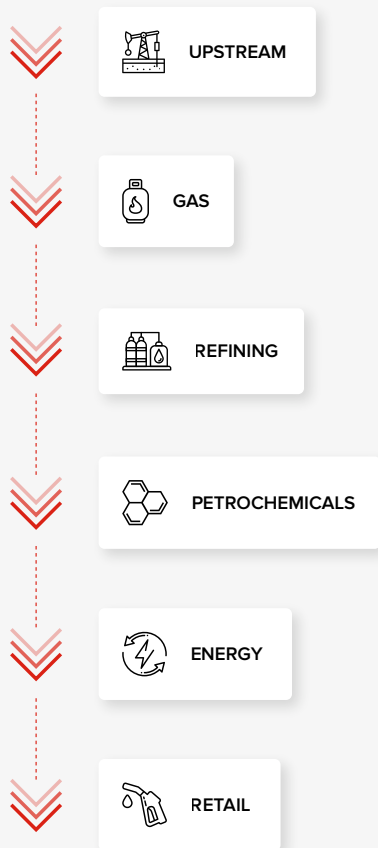 UPSTREAM
GAS
REFINING
PETROCHEMICALS
ENERGY
RETAIL